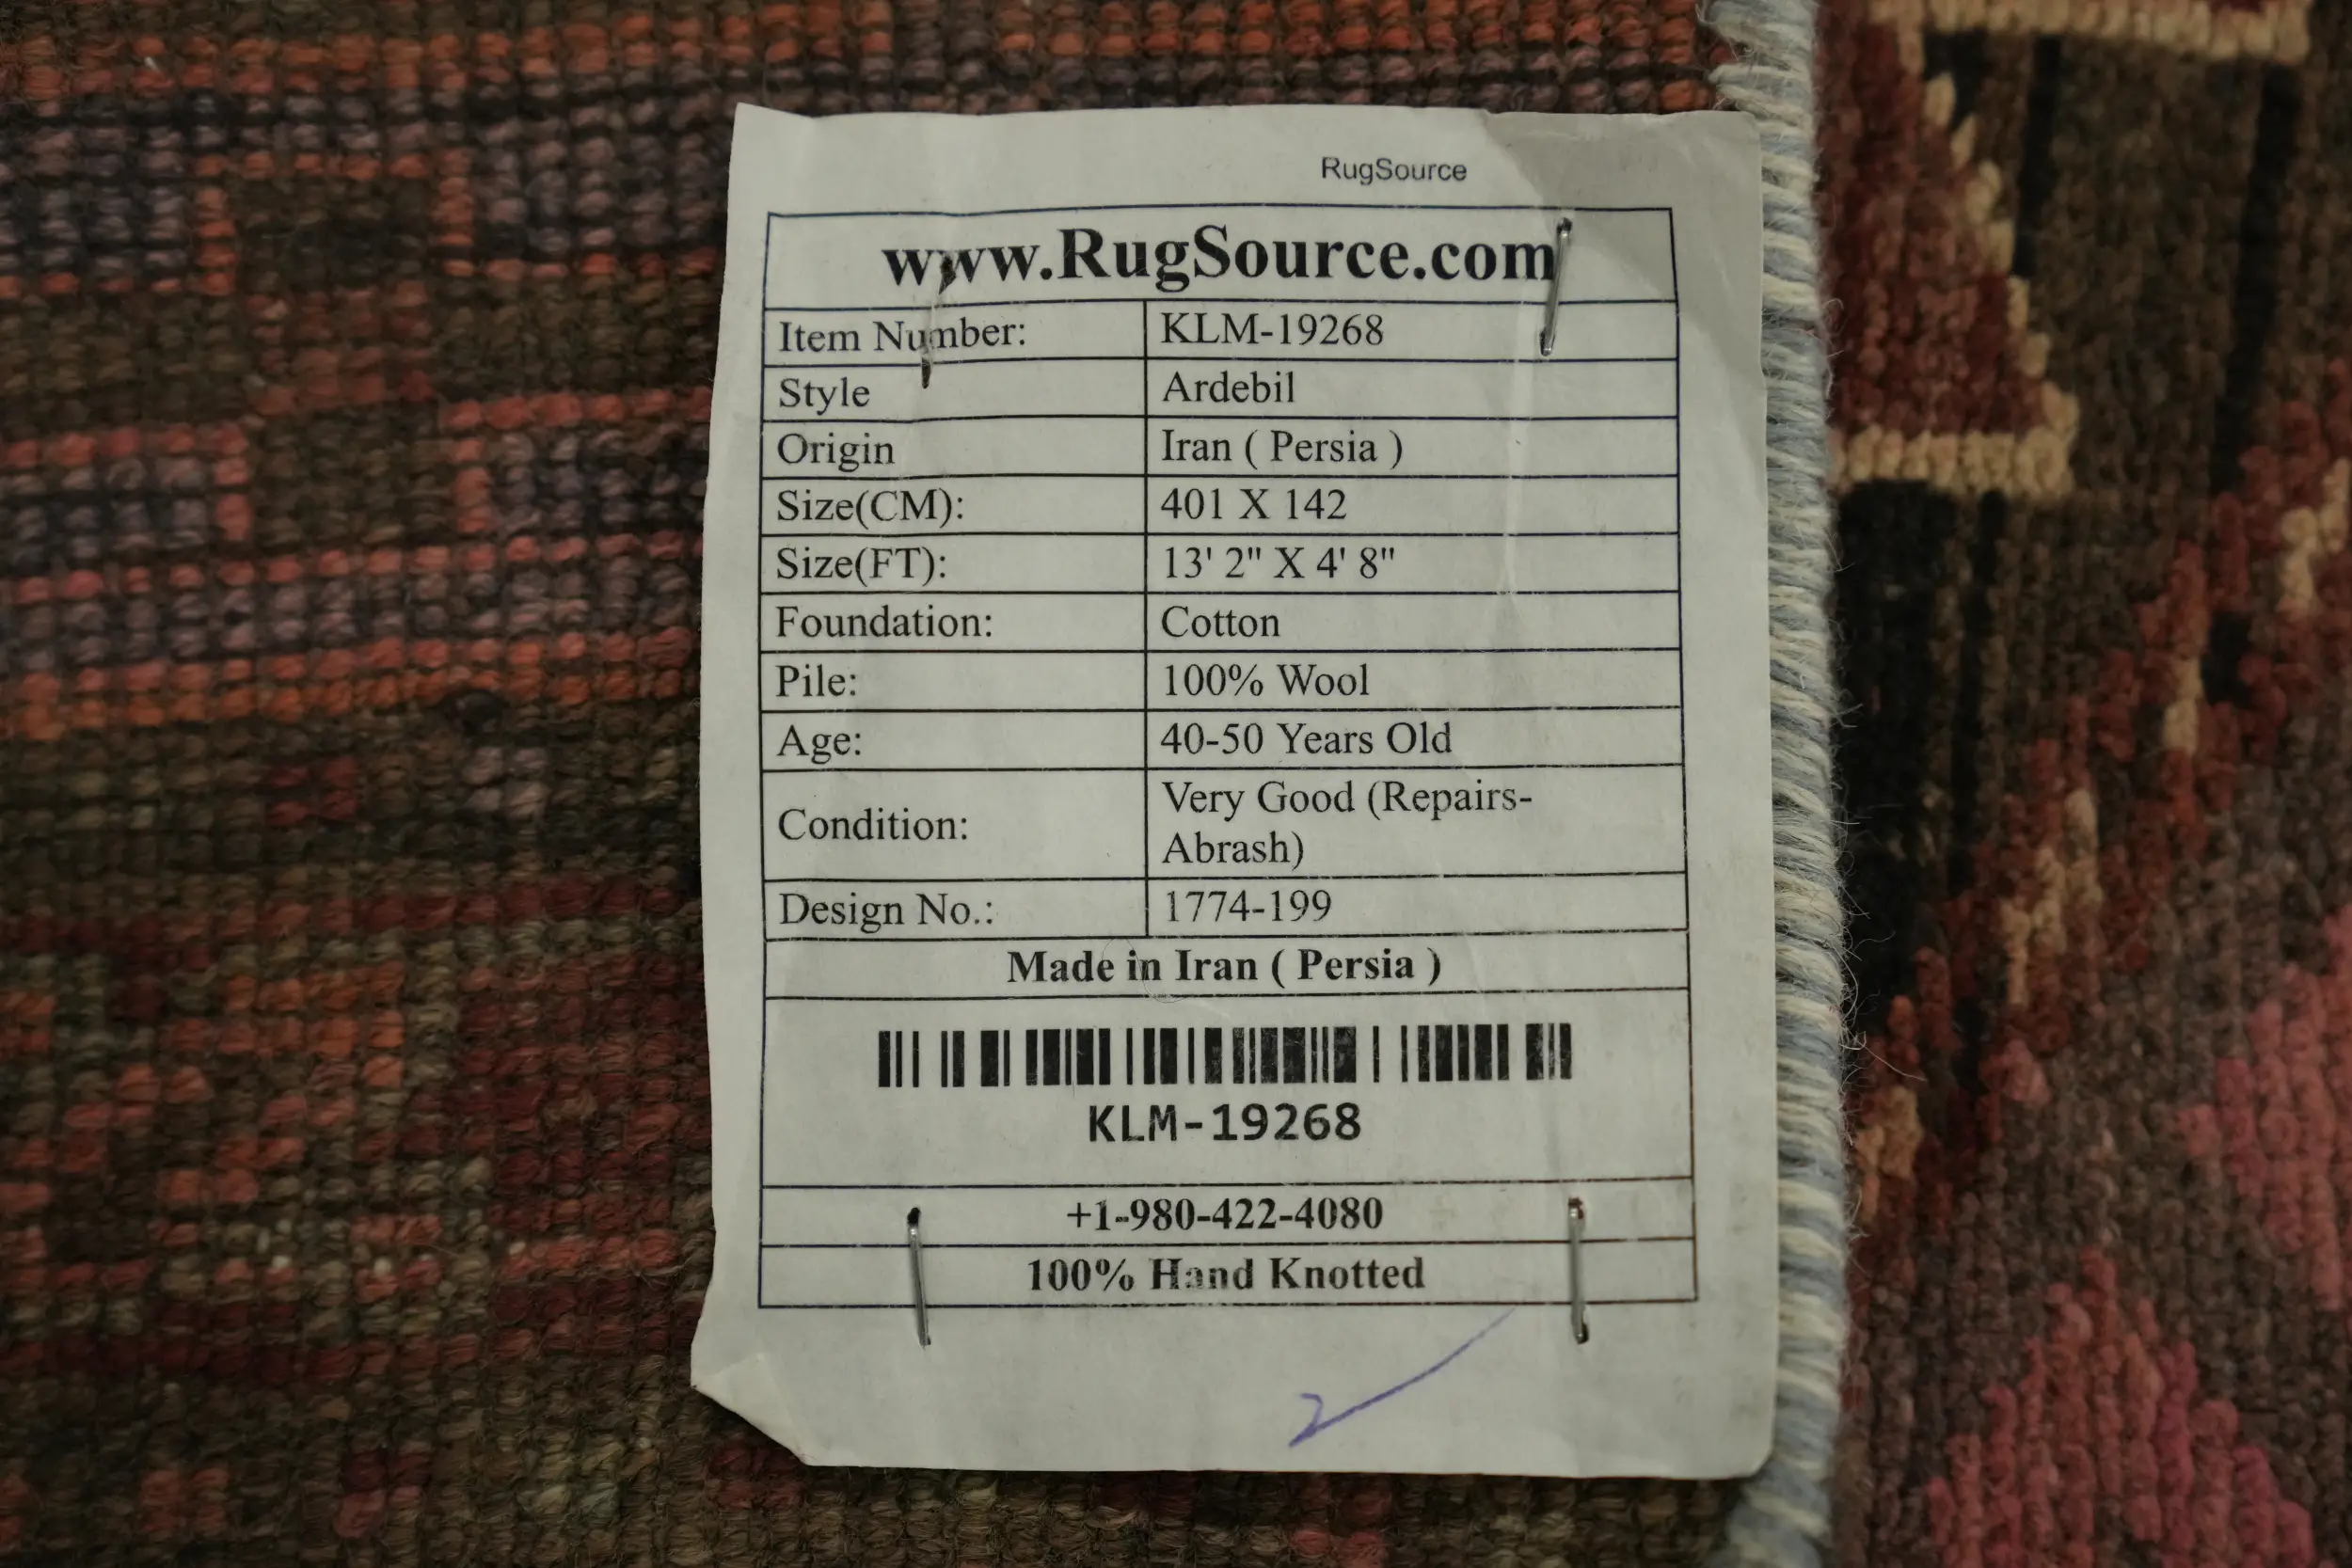 RugSource
www.RugSource.com
Item Number: KLM-19268
Style Ardebil
Origin Iran ( Persia )
Size(CM): 401 X 142
Size(FT): 13' 2" X 4' 8"
Foundation: Cotton
Pile: 100% Wool
Age: 40-50 Years Old
Condition: Very Good (Repairs-
Abrash)
Design No.: 1774-199
Made in Iran ( Persia )
KLM-19268
+1-980-422-4080
100% Hand Knotted